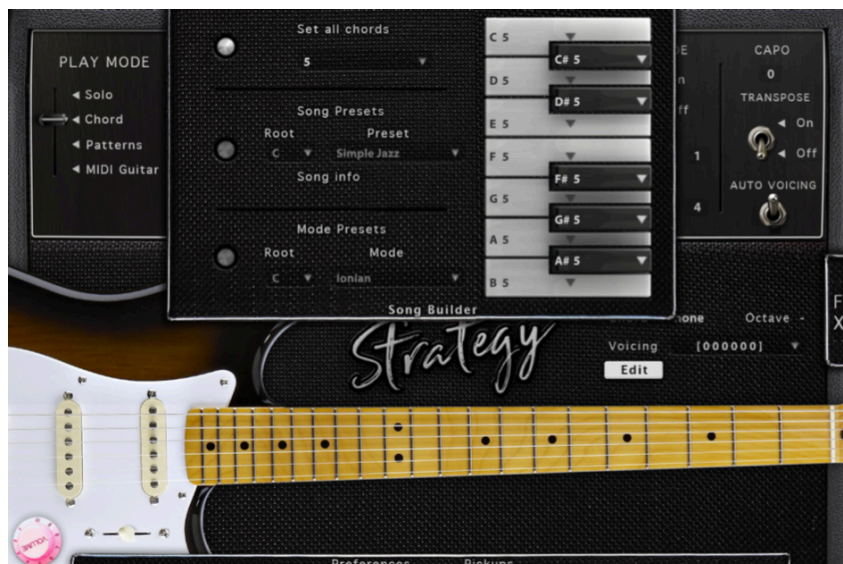 PLAY MODE
Solo
Chord
Patterns
MIDI Guitar
Set all chords
5
Song Presets
Root Preset
C Simple Jazz
Song info
Mode Presets
Root Mode
C Ionian
Song Builder
C 5
C# 5
D 5
D# 5
E 5
F 5
F# 5
G 5
G# 5
A 5
A# 5
B 5
1
4
CAPO
0
TRANSPOSE
On
Off
AUTO VOICING
Octave -
Voicing [000000]
Edit
F
X
Strategy
VOLUME
Preferences Pickups